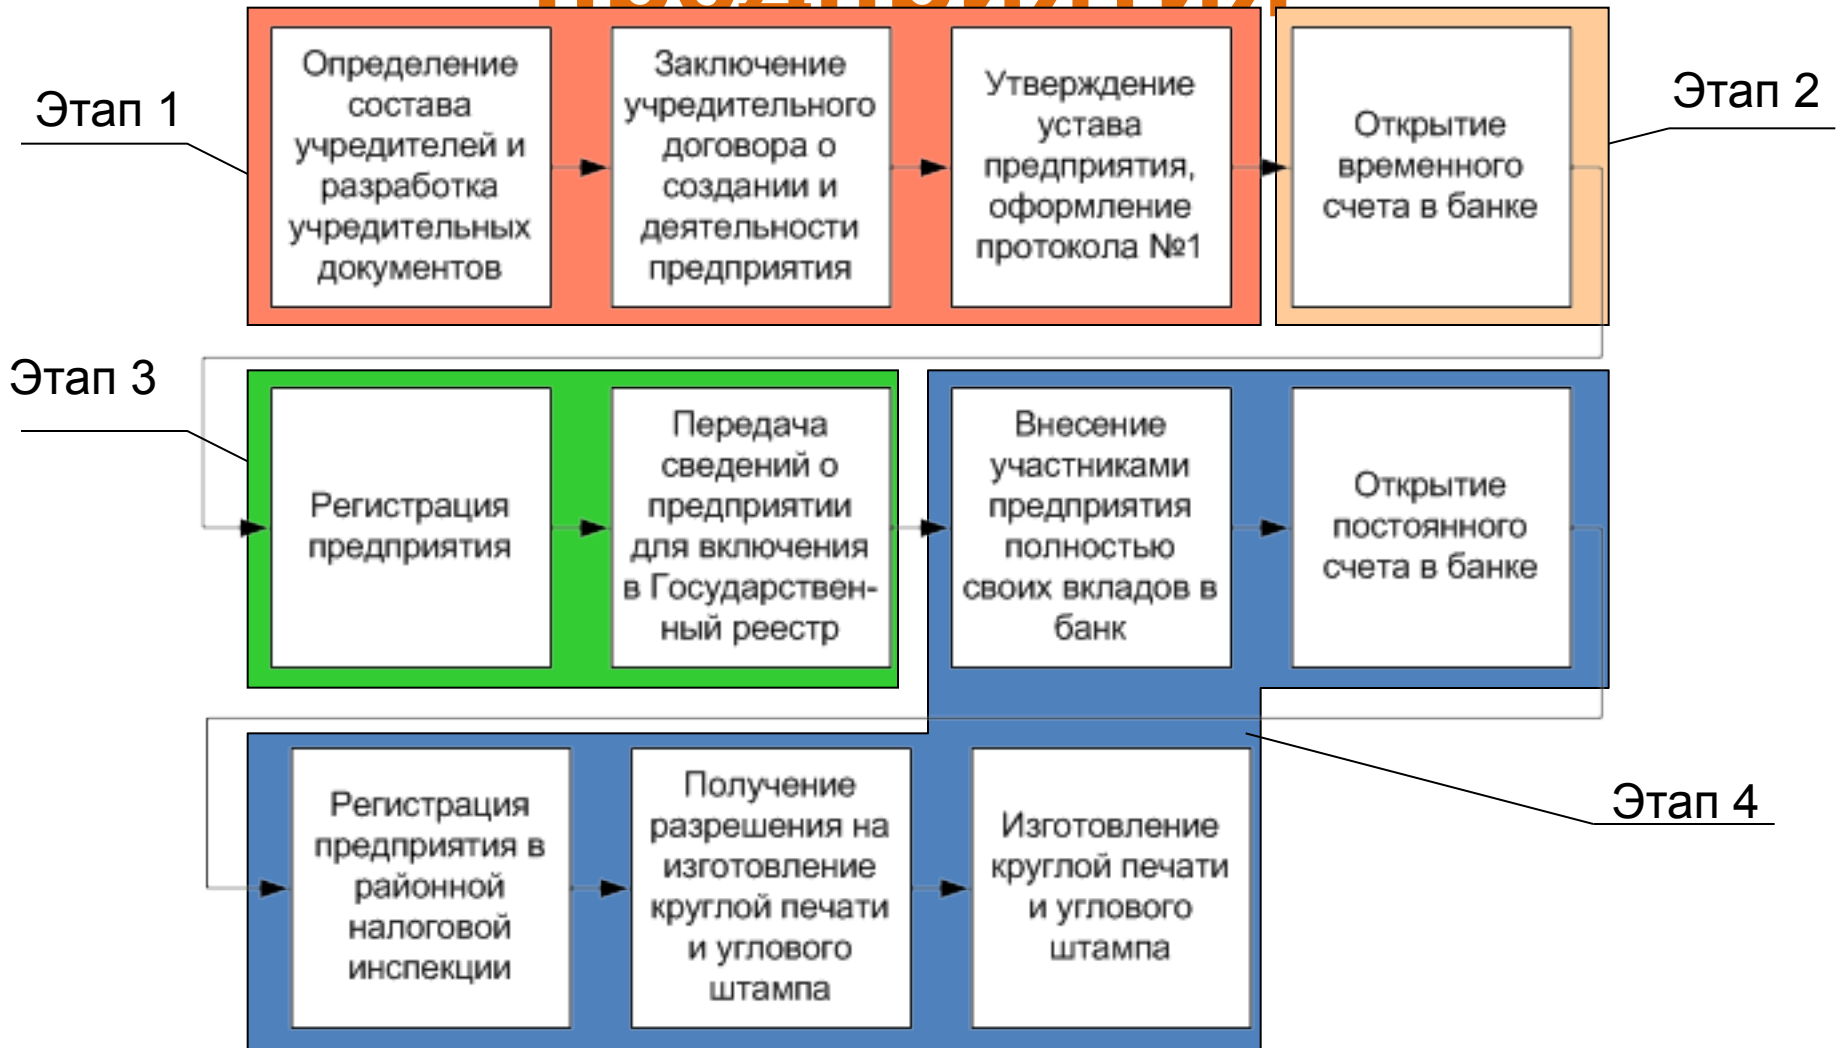 предприятия
Этап 1
Определение
состава
учредителей и
разработка
учредительных
документов
Заключение
учредительного
договора о
создании и
деятельности
предприятия
Утверждение
устава
предприятия,
оформление
протокола №1
Этап 2
Открытие
временного
счета в банке
Этап 3
Регистрация
предприятия
Передача
сведений о
предприятии
для включения
в Государствен-
ный реестр
Внесение
участниками
предприятия
полностью
своих вкладов в
банк
Открытие
постоянного
счета в банке
Регистрация
предприятия в
районной
налоговой
инспекции
Получение
разрешения на
изготовление
круглой печати
и углового
штампа
Изготовление
круглой печати
и углового
штампа
Этап 4